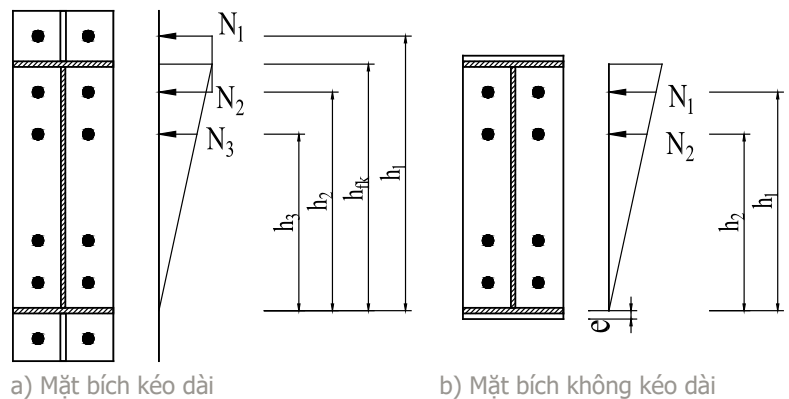 N₁
N₂
N₃
h₃
h₂
hfk
h₁
a) Mặt bích kéo dài
N₁
N₂
h₂
h₁
e
b) Mặt bích không kéo dài